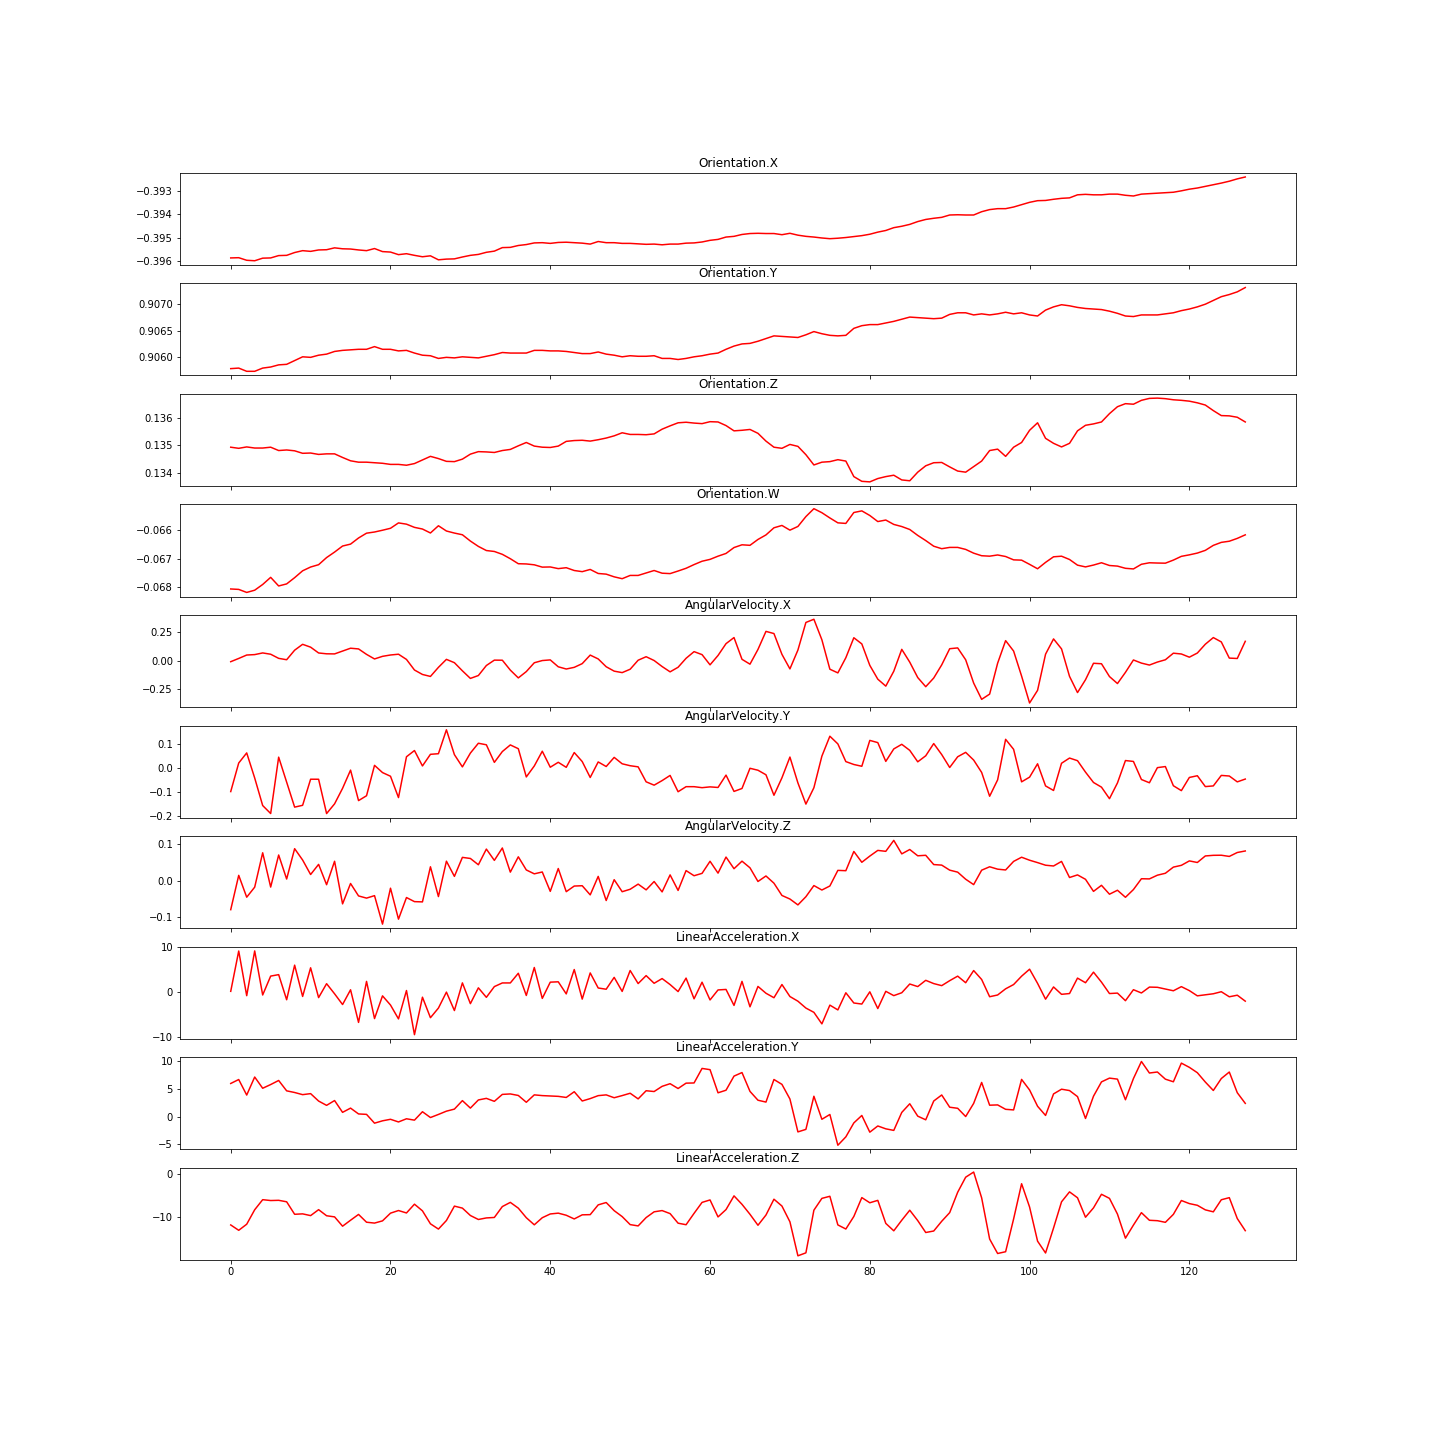 Orientation.X
−0.393
−0.394
−0.395
−0.396
Orientation.Y
0.9070
0.9065
0.9060
Orientation.Z
0.136
0.135
0.134
Orientation.W
−0.066
−0.067
−0.068
AngularVelocity.X
0.25
0.00
−0.25
AngularVelocity.Y
0.1
0.0
−0.1
−0.2
AngularVelocity.Z
0.1
0.0
−0.1
LinearAcceleration.X
10
0
−10
LinearAcceleration.Y
10
5
0
−5
LinearAcceleration.Z
0
−10
0 20 40 60 80 100 120